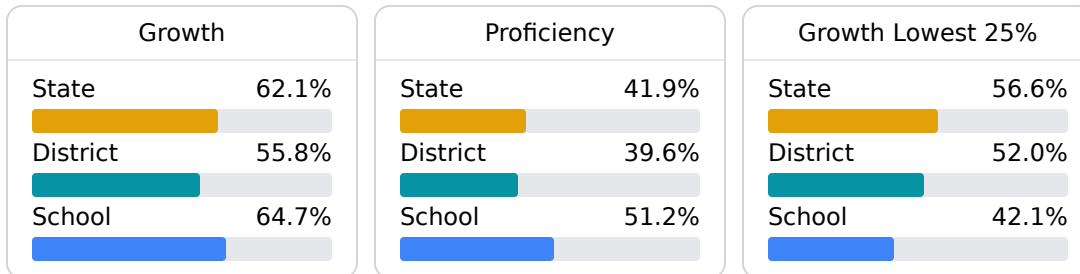 Growth
State 62.1%
District 55.8%
School 64.7%
Proficiency
State 41.9%
District 39.6%
School 51.2%
Growth Lowest 25%
State 56.6%
District 52.0%
School 42.1%